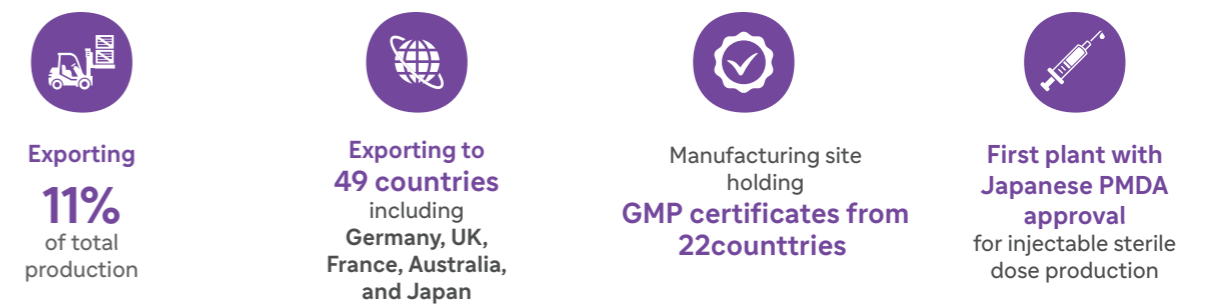 Exporting
11%
of total
production
Exporting to
49 countries
including
Germany, UK,
France, Australia,
and Japan
Manufacturing site
holding
GMP certificates from
22counttries
First plant with
Japanese PMDA
approval
for injectable sterile
dose production